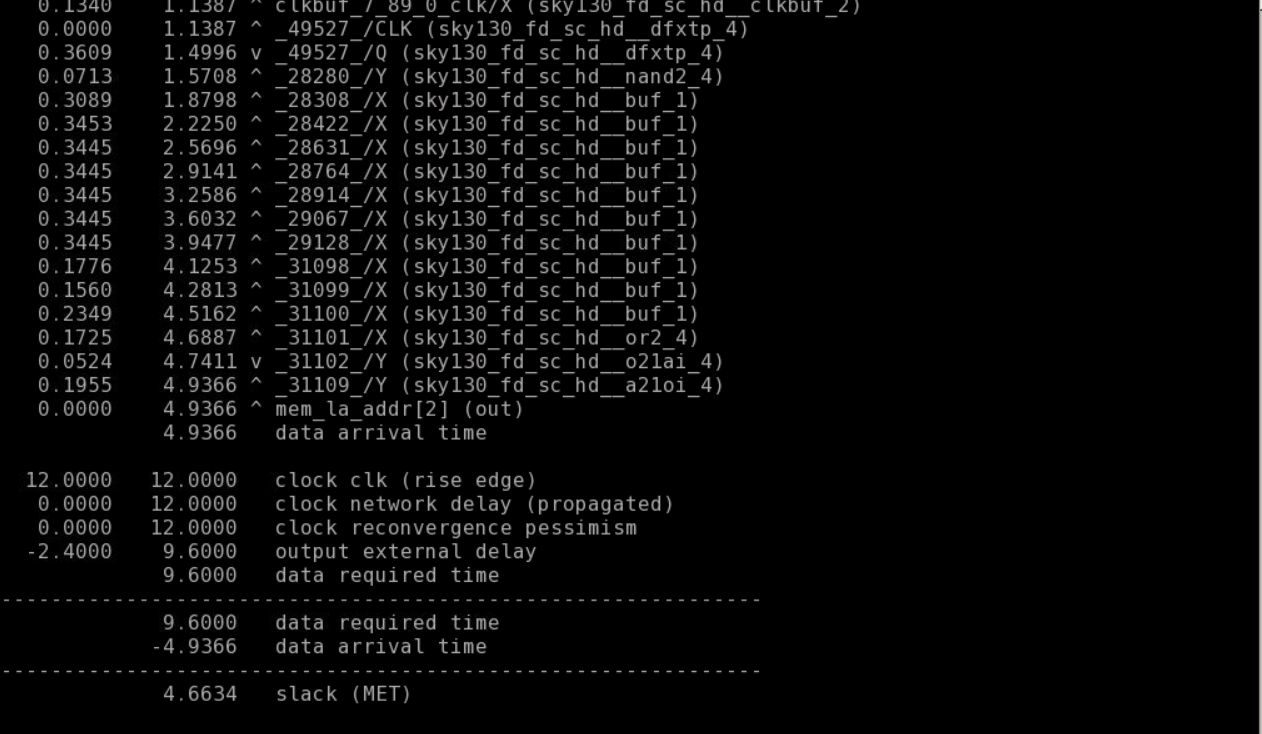 0.1340    1.1387 ^ clkbuf_7_89_0_clk/X (sky130_fd_sc_hd__clkbuf_2)
0.0000    1.1387 ^ _49527_/CLK (sky130_fd_sc_hd__dfxtp_4)
0.3609    1.4996 v _49527_/Q (sky130_fd_sc_hd__dfxtp_4)
0.0713    1.5708 ^ _28280_/Y (sky130_fd_sc_hd__nand2_4)
0.3089    1.8798 ^ _28308_/X (sky130_fd_sc_hd__buf_1)
0.3453    2.2250 ^ _28422_/X (sky130_fd_sc_hd__buf_1)
0.3445    2.5696 ^ _28631_/X (sky130_fd_sc_hd__buf_1)
0.3445    2.9141 ^ _28764_/X (sky130_fd_sc_hd__buf_1)
0.3445    3.2586 ^ _28914_/X (sky130_fd_sc_hd__buf_1)
0.3445    3.6032 ^ _29067_/X (sky130_fd_sc_hd__buf_1)
0.3445    3.9477 ^ _29128_/X (sky130_fd_sc_hd__buf_1)
0.1776    4.1253 ^ _31098_/X (sky130_fd_sc_hd__buf_1)
0.1560    4.2813 ^ _31099_/X (sky130_fd_sc_hd__buf_1)
0.2349    4.5162 ^ _31100_/X (sky130_fd_sc_hd__buf_1)
0.1725    4.6887 ^ _31101_/X (sky130_fd_sc_hd__or2_4)
0.0524    4.7411 v _31102_/Y (sky130_fd_sc_hd__o21ai_4)
0.1955    4.9366 ^ _31109_/Y (sky130_fd_sc_hd__a21oi_4)
0.0000    4.9366 ^ mem_la_addr[2] (out)
4.9366   data arrival time
12.0000   12.0000   clock clk (rise edge)
0.0000   12.0000   clock network delay (propagated)
0.0000   12.0000   clock reconvergence pessimism
-2.4000    9.6000   output external delay
9.6000   data required time
-------------------------------------------------------------
9.6000   data required time
-4.9366   data arrival time
-------------------------------------------------------------
4.6634   slack (MET)